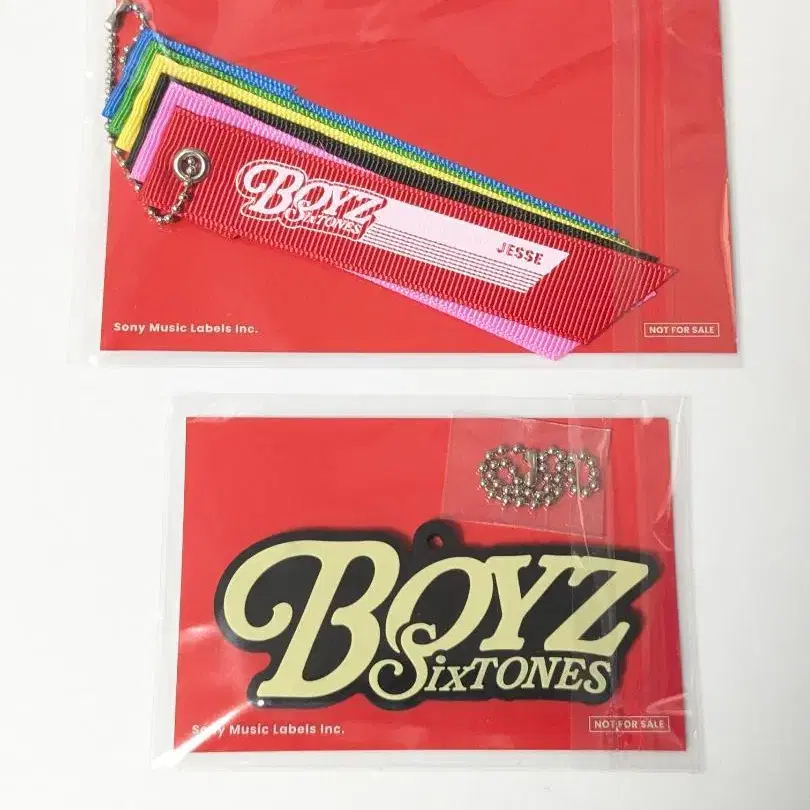 BOYZ
SixTONES
JESSE
Sony Music Labels Inc.
NOT FOR SALE
BOYZ
SixTONES
Sony Music Labels Inc.
NOT FOR SALE